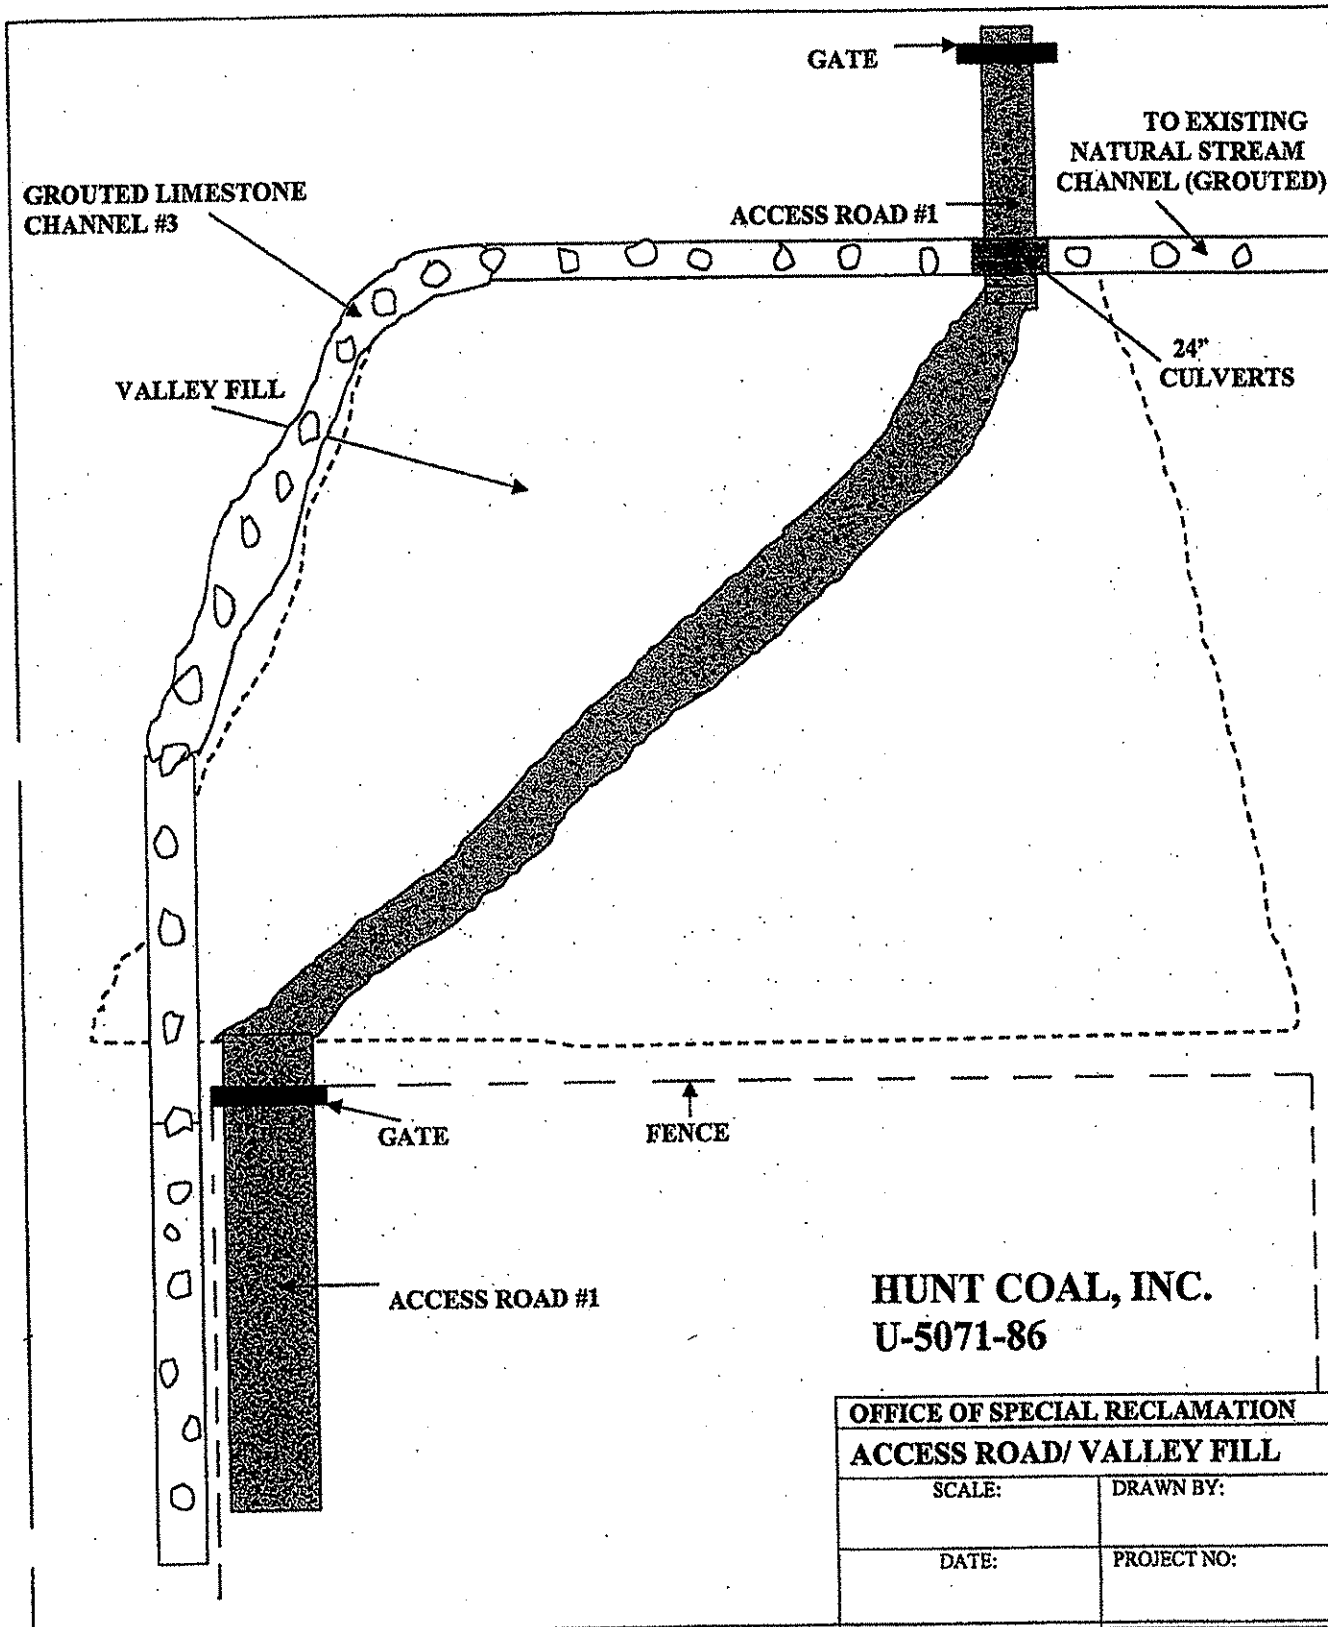 GATE
TO EXISTING
NATURAL STREAM
CHANNEL (GROUTED)
GROUTED LIMESTONE
CHANNEL #3
ACCESS ROAD #1
24”
CULVERTS
VALLEY FILL
GATE
FENCE
ACCESS ROAD #1
HUNT COAL, INC.
U-5071-86
OFFICE OF SPECIAL RECLAMATION
ACCESS ROAD/ VALLEY FILL
SCALE:
DRAWN BY:
DATE:
PROJECT NO: